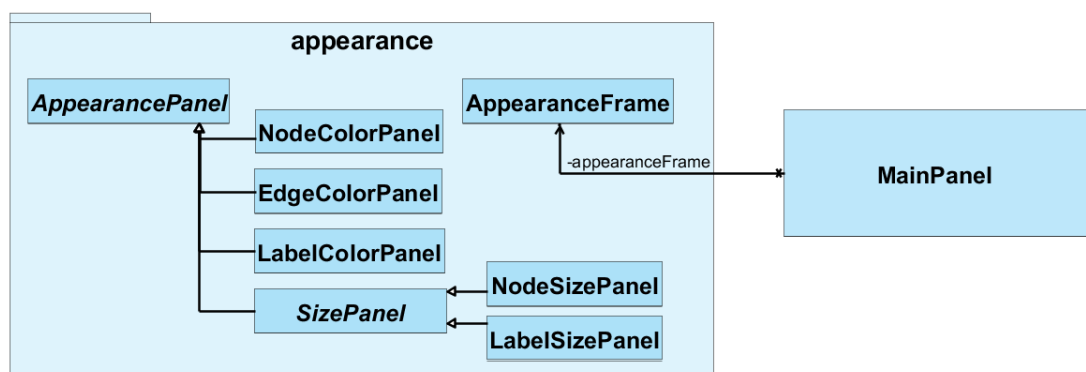 appearance
AppearancePanel
AppearanceFrame
NodeColorPanel
-appearanceFrame
MainPanel
EdgeColorPanel
LabelColorPanel
NodeSizePanel
SizePanel
LabelSizePanel